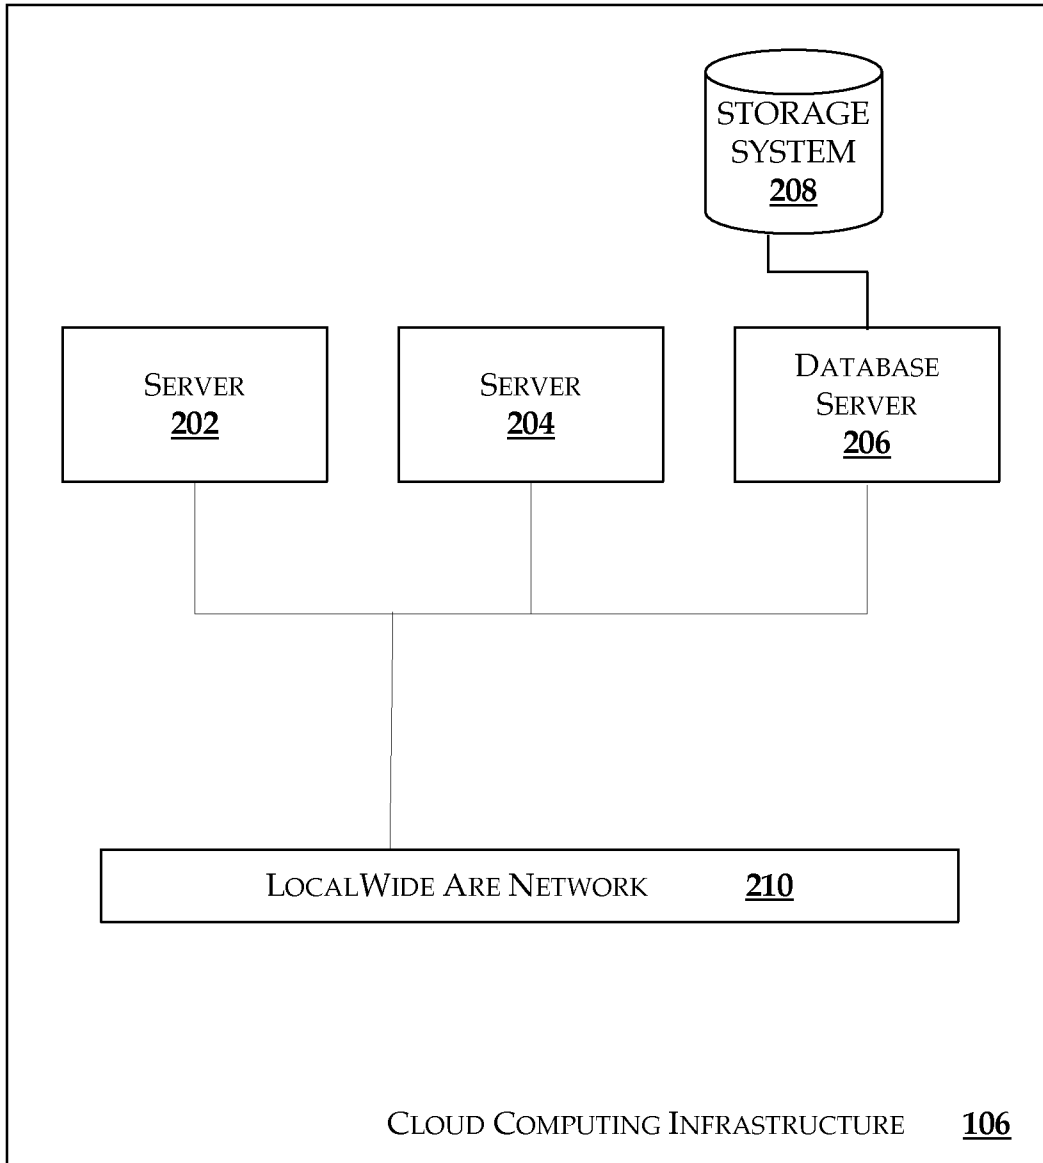 STORAGE
SYSTEM
208
SERVER
202
SERVER
204
DATABASE
SERVER
206
LOCALWIDE ARE NETWORK 210
CLOUD COMPUTING INFRASTRUCTURE 106